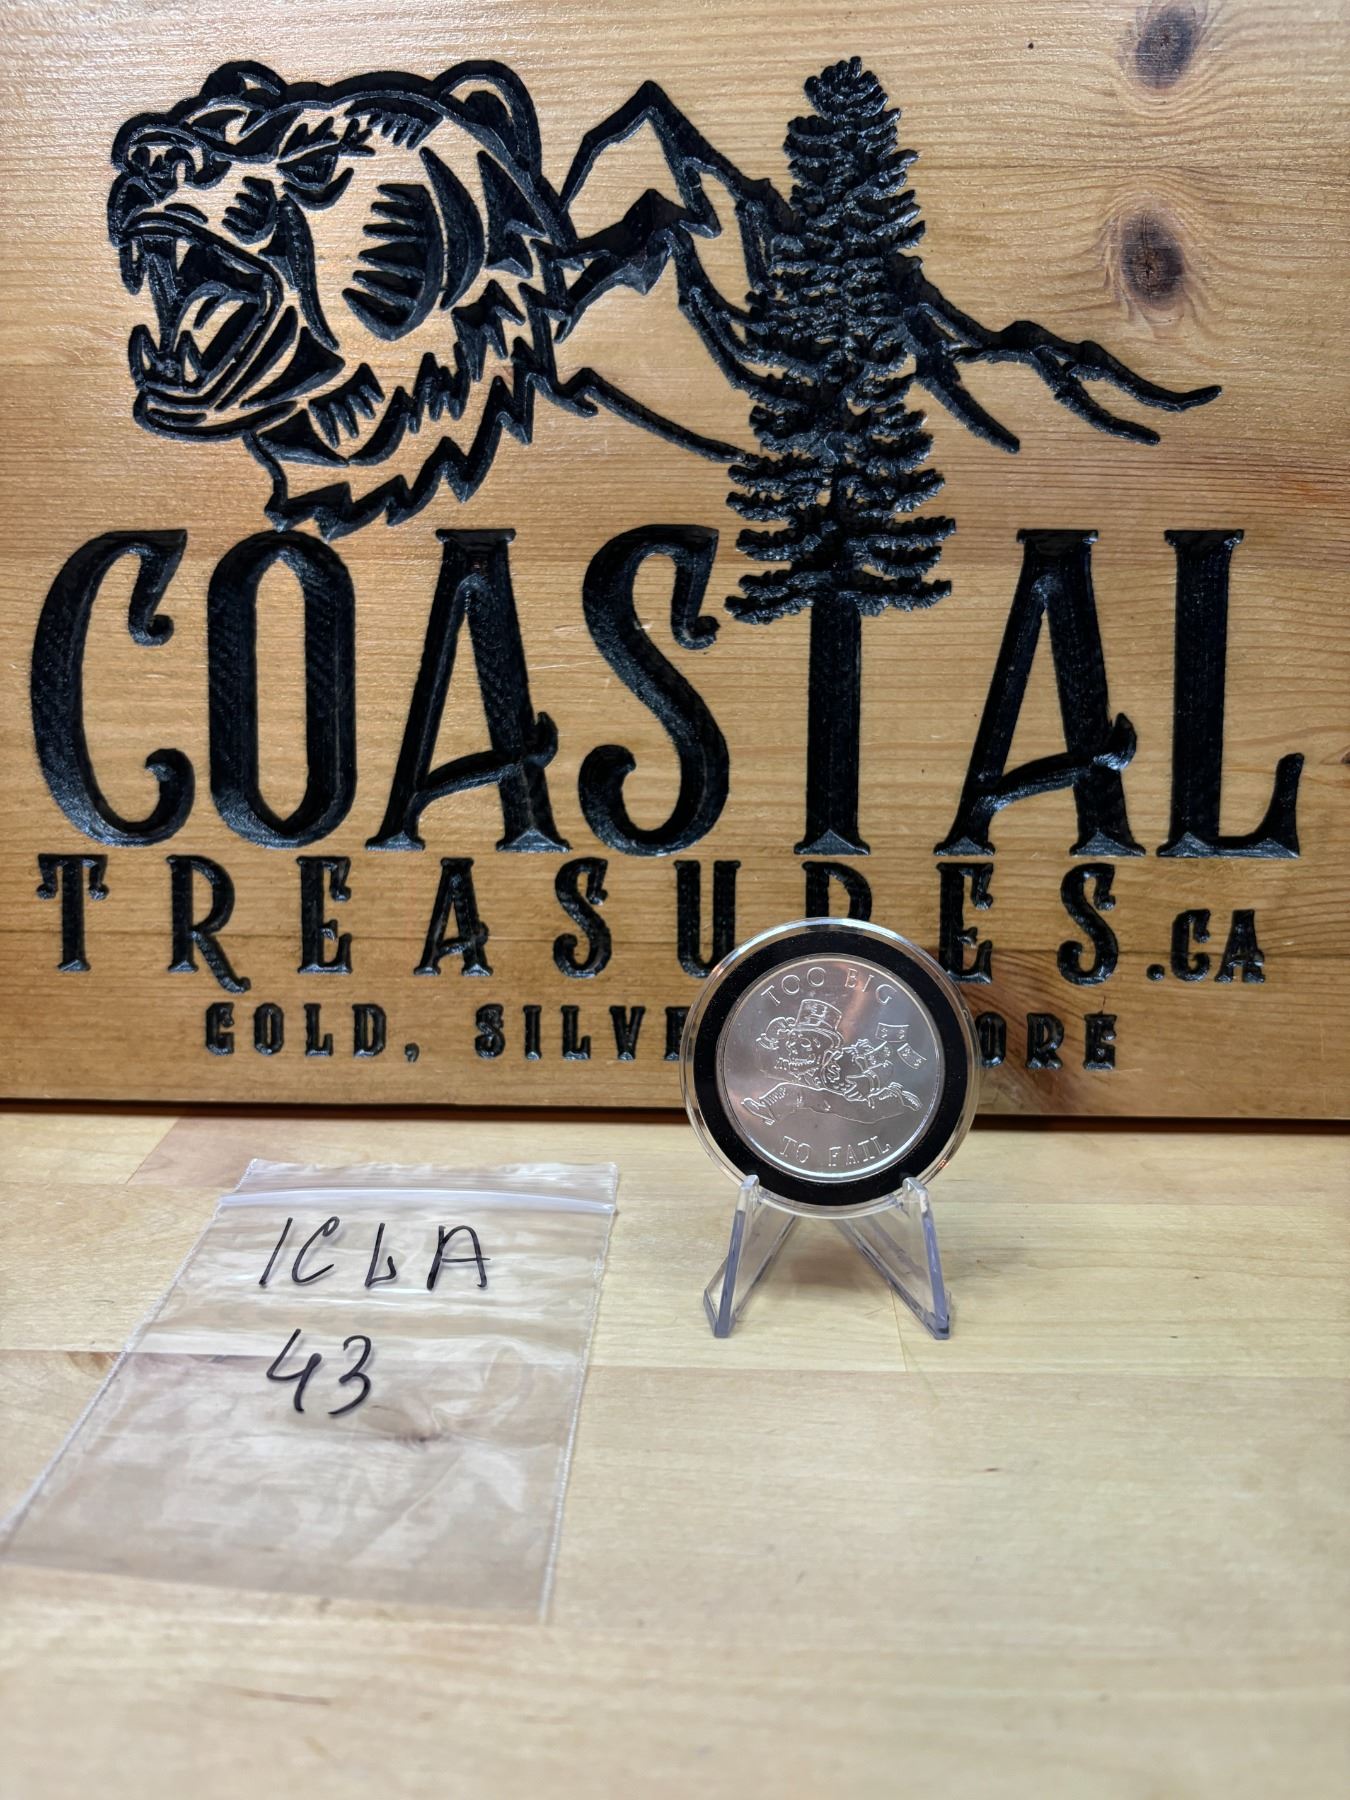 COASTAL
TREASURES.CA
GOLD, SILVE ORE
TOO BIG
TO FAIL
ICLA
43